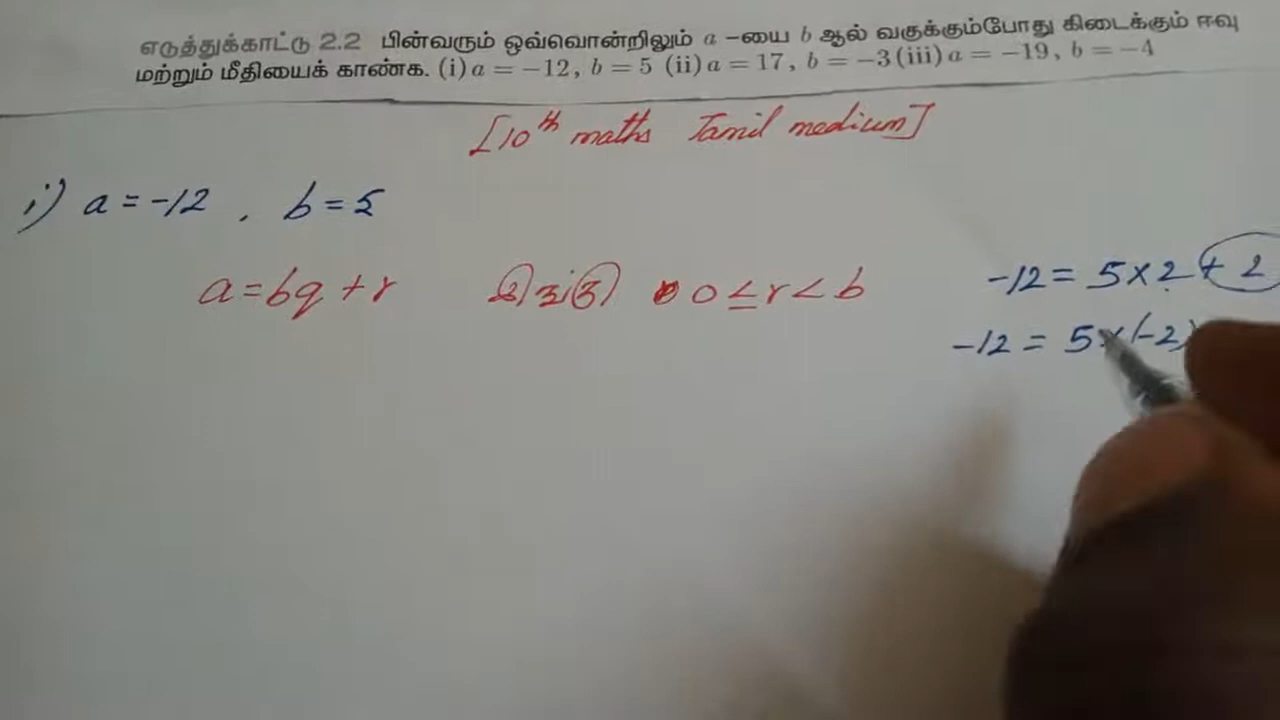 எடுத்துக்காட்டு 2.2 பின்வரும் ஒவ்வொன்றிலும் a –யை b ஆல் வகுக்கும்போது கிடைக்கும் ஈவு
மற்றும் மீதியைக் காண்க. (i) a = −12, b = 5 (ii) a = 17, b = −3 (iii) a = −19, b = −4
[10th maths Tamil medium]
i) a = -12 , b = 5
a = bq + r இங்கு 0 ≤ r < b
-12 = 5×2 + 2
-12 = 5×(-2)